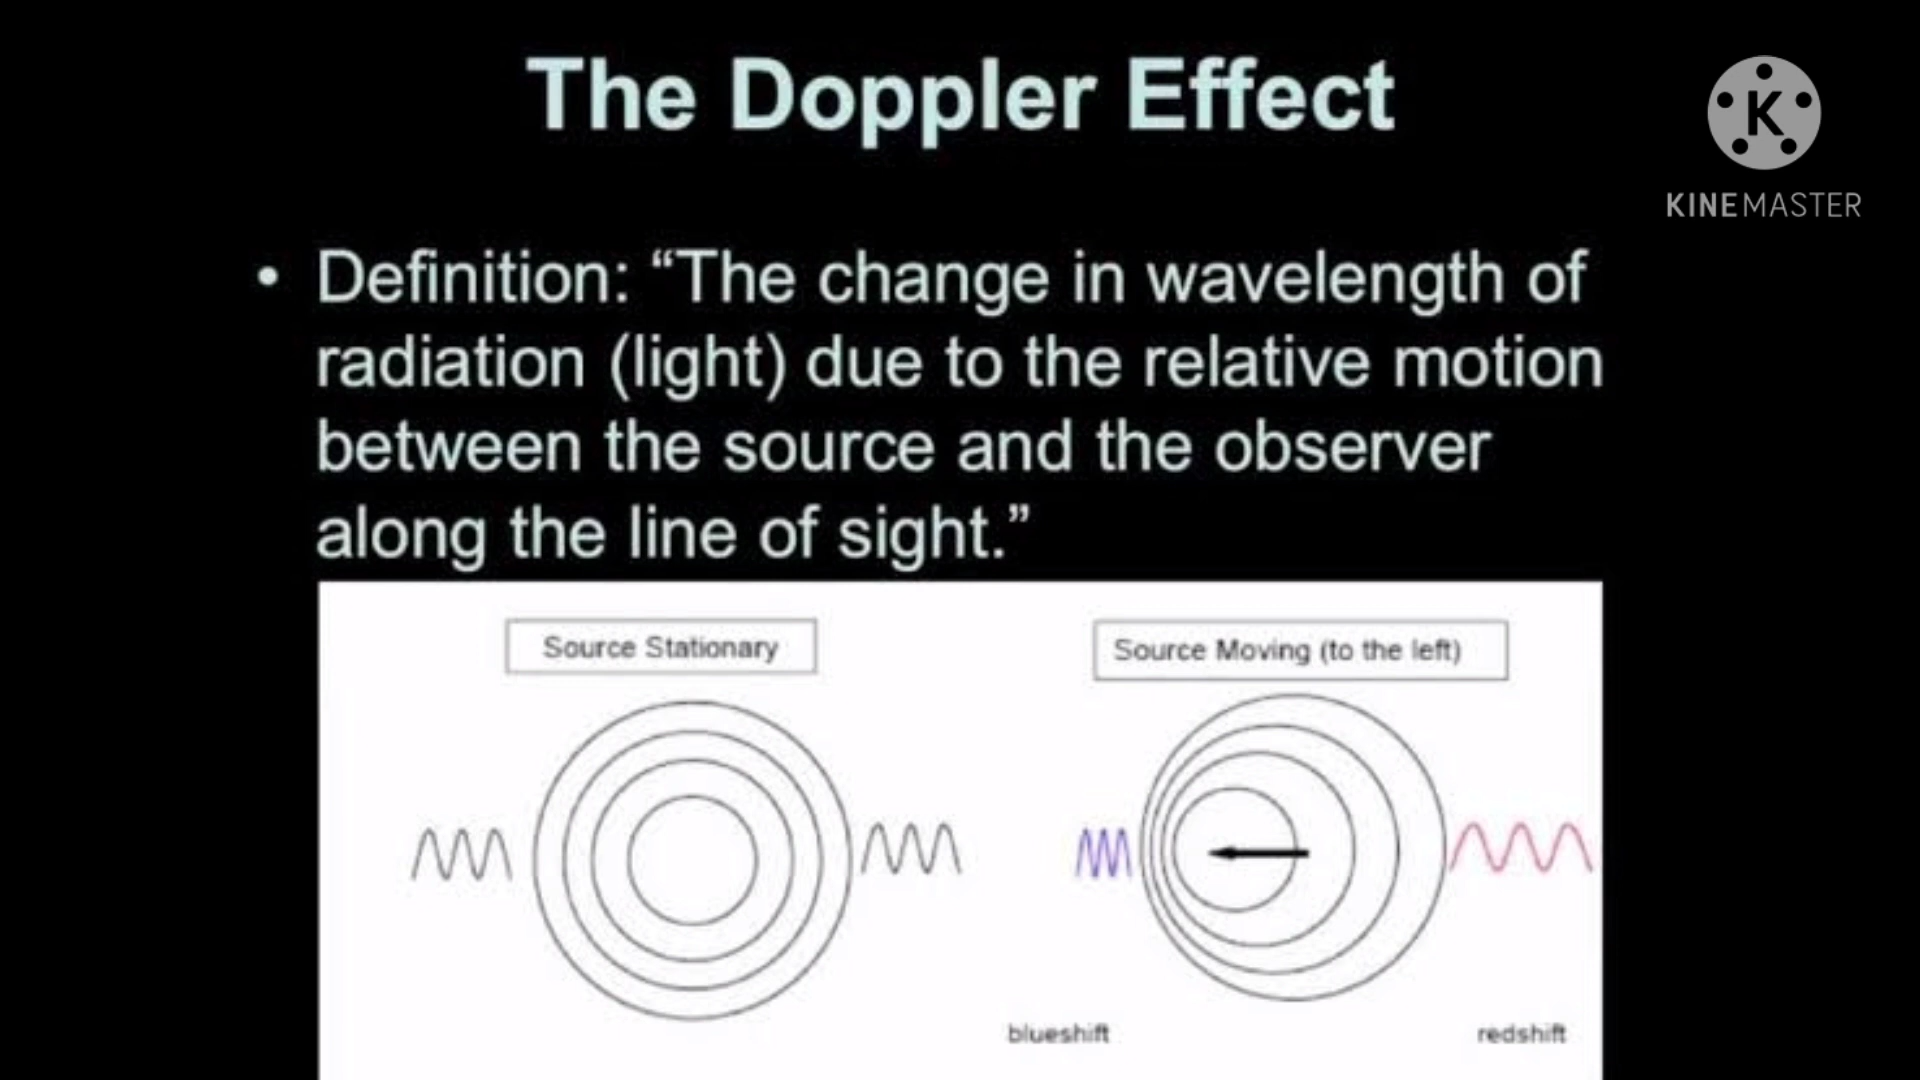 The Doppler Effect
K
KINEMASTER
• Definition: “The change in wavelength of
radiation (light) due to the relative motion
between the source and the observer
along the line of sight.”
Source Stationary
Source Moving (to the left)
blueshift
redshift